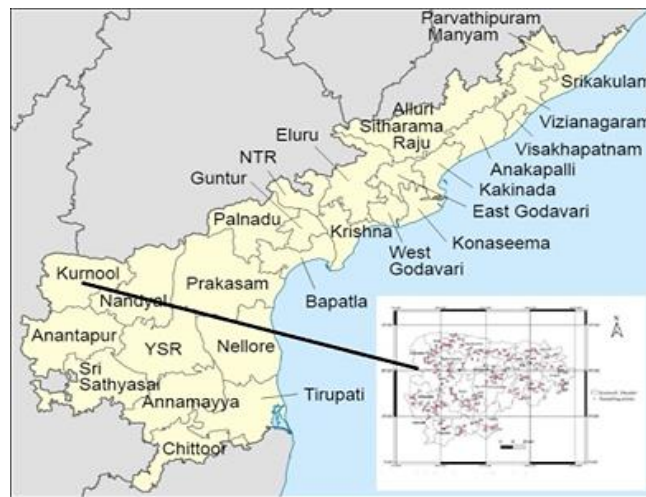 Parvathipuram
Manyam
Srikakulam
Alluri
Sitharama
Raju
Eluru
Vizianagaram
NTR
Visakhapatnam
Guntur
Anakapalli
Kakinada
Palnadu
East Godavari
Krishna
Konaseema
West
Godavari
Kurnool
Prakasam
Bapatla
Nandyal
Anantapur
YSR
Nellore
Sri
Sathyasai
Annamayya
Tirupati
Chittoor
N